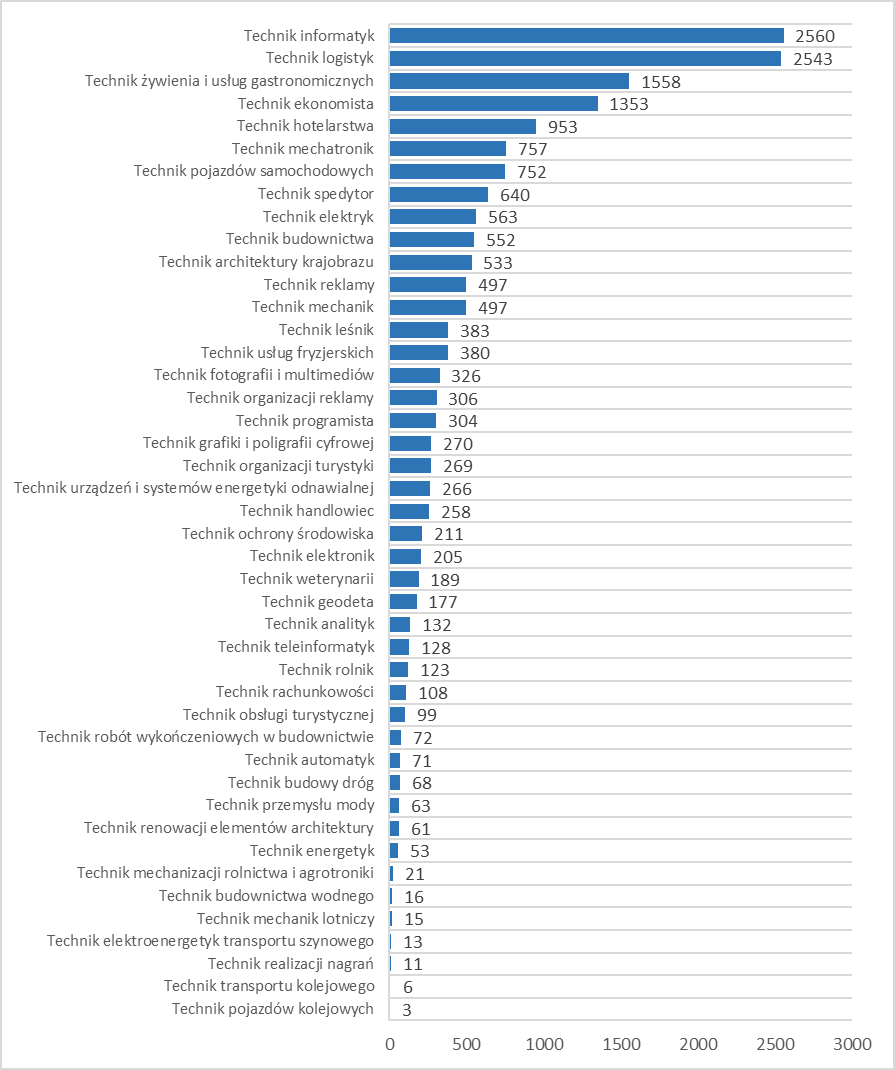 Technik informatyk 2560
Technik logistyk 2543
Technik żywienia i usług gastronomicznych 1558
Technik ekonomista 1353
Technik hotelarstwa 953
Technik mechatronik 757
Technik pojazdów samochodowych 752
Technik spedytor 640
Technik elektryk 563
Technik budownictwa 552
Technik architektury krajobrazu 533
Technik reklamy 497
Technik mechanik 497
Technik leśnik 383
Technik usług fryzjerskich 380
Technik fotografii i multimediów 326
Technik organizacji reklamy 306
Technik programista 304
Technik grafiki i poligrafii cyfrowej 270
Technik organizacji turystyki 269
Technik urządzeń i systemów energetyki odnawialnej 266
Technik handlowiec 258
Technik ochrony środowiska 211
Technik elektronik 205
Technik weterynarii 189
Technik geodeta 177
Technik analityk 132
Technik teleinformatyk 128
Technik rolnik 123
Technik rachunkowości 108
Technik obsługi turystycznej 99
Technik robót wykończeniowych w budownictwie 72
Technik automatyk 71
Technik budowy dróg 68
Technik przemysłu mody 63
Technik renowacji elementów architektury 61
Technik energetyk 53
Technik mechanizacji rolnictwa i agrotroniki 21
Technik budownictwa wodnego 16
Technik mechanik lotniczy 15
Technik elektroenergetyk transportu szynowego 13
Technik realizacji nagrań 11
Technik transportu kolejowego 6
Technik pojazdów kolejowych 3
0 500 1000 1500 2000 2500 3000